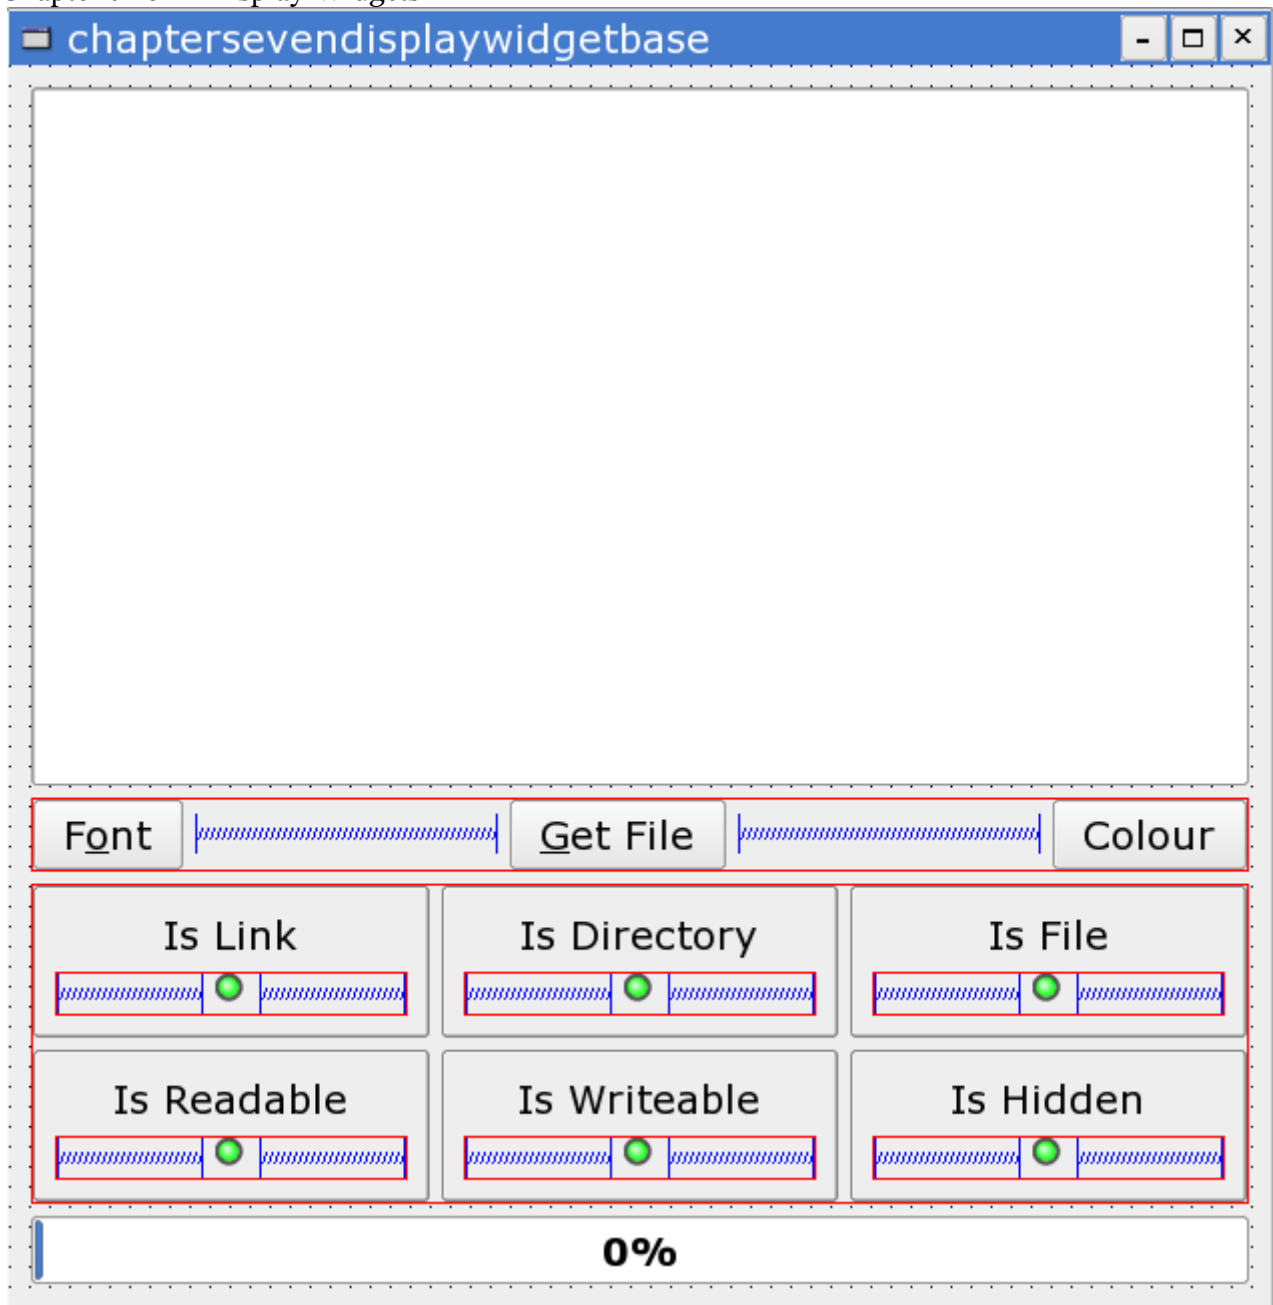 chaptersevendisplaywidgetbase
Font Get File Colour
Is Link Is Directory Is File
Is Readable Is Writeable Is Hidden
0%